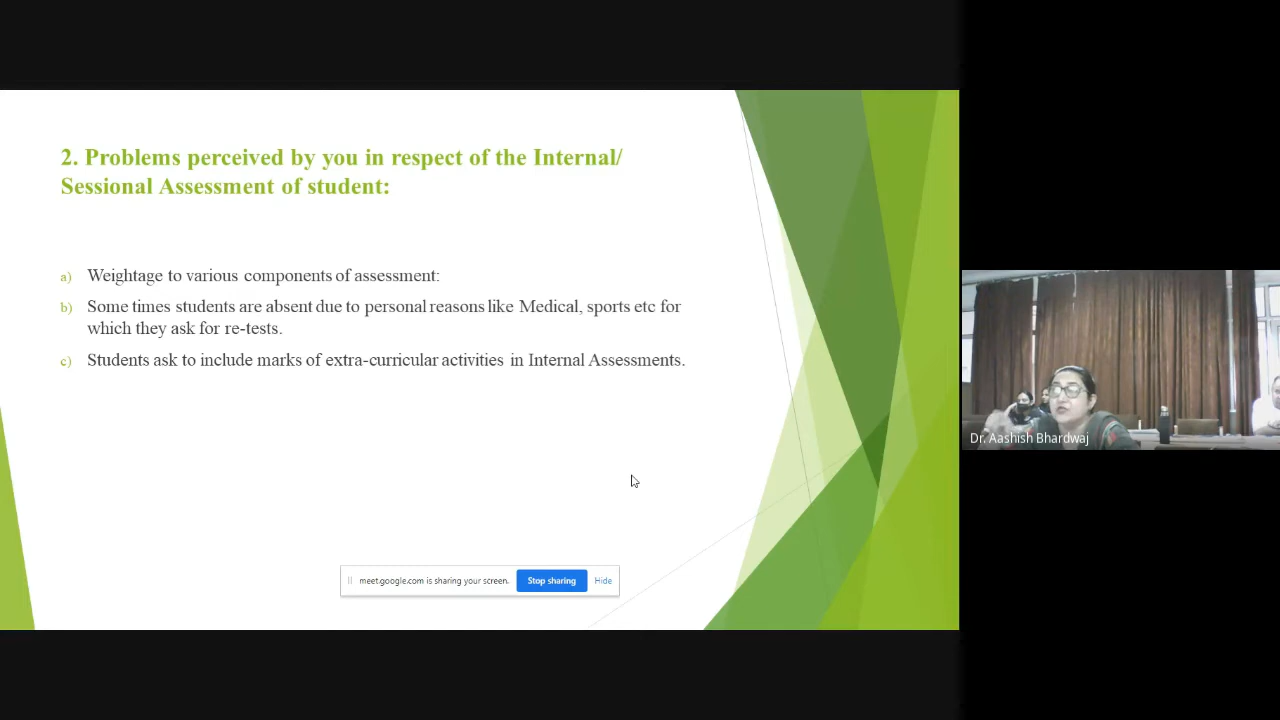 2. Problems perceived by you in respect of the Internal/
Sessional Assessment of student:
a) Weightage to various components of assessment:
b) Some times students are absent due to personal reasons like Medical, sports etc for
which they ask for re-tests.
c) Students ask to include marks of extra-curricular activities in Internal Assessments.
meet.google.com is sharing your screen. Stop sharing Hide
Dr. Aashish Bhardwaj